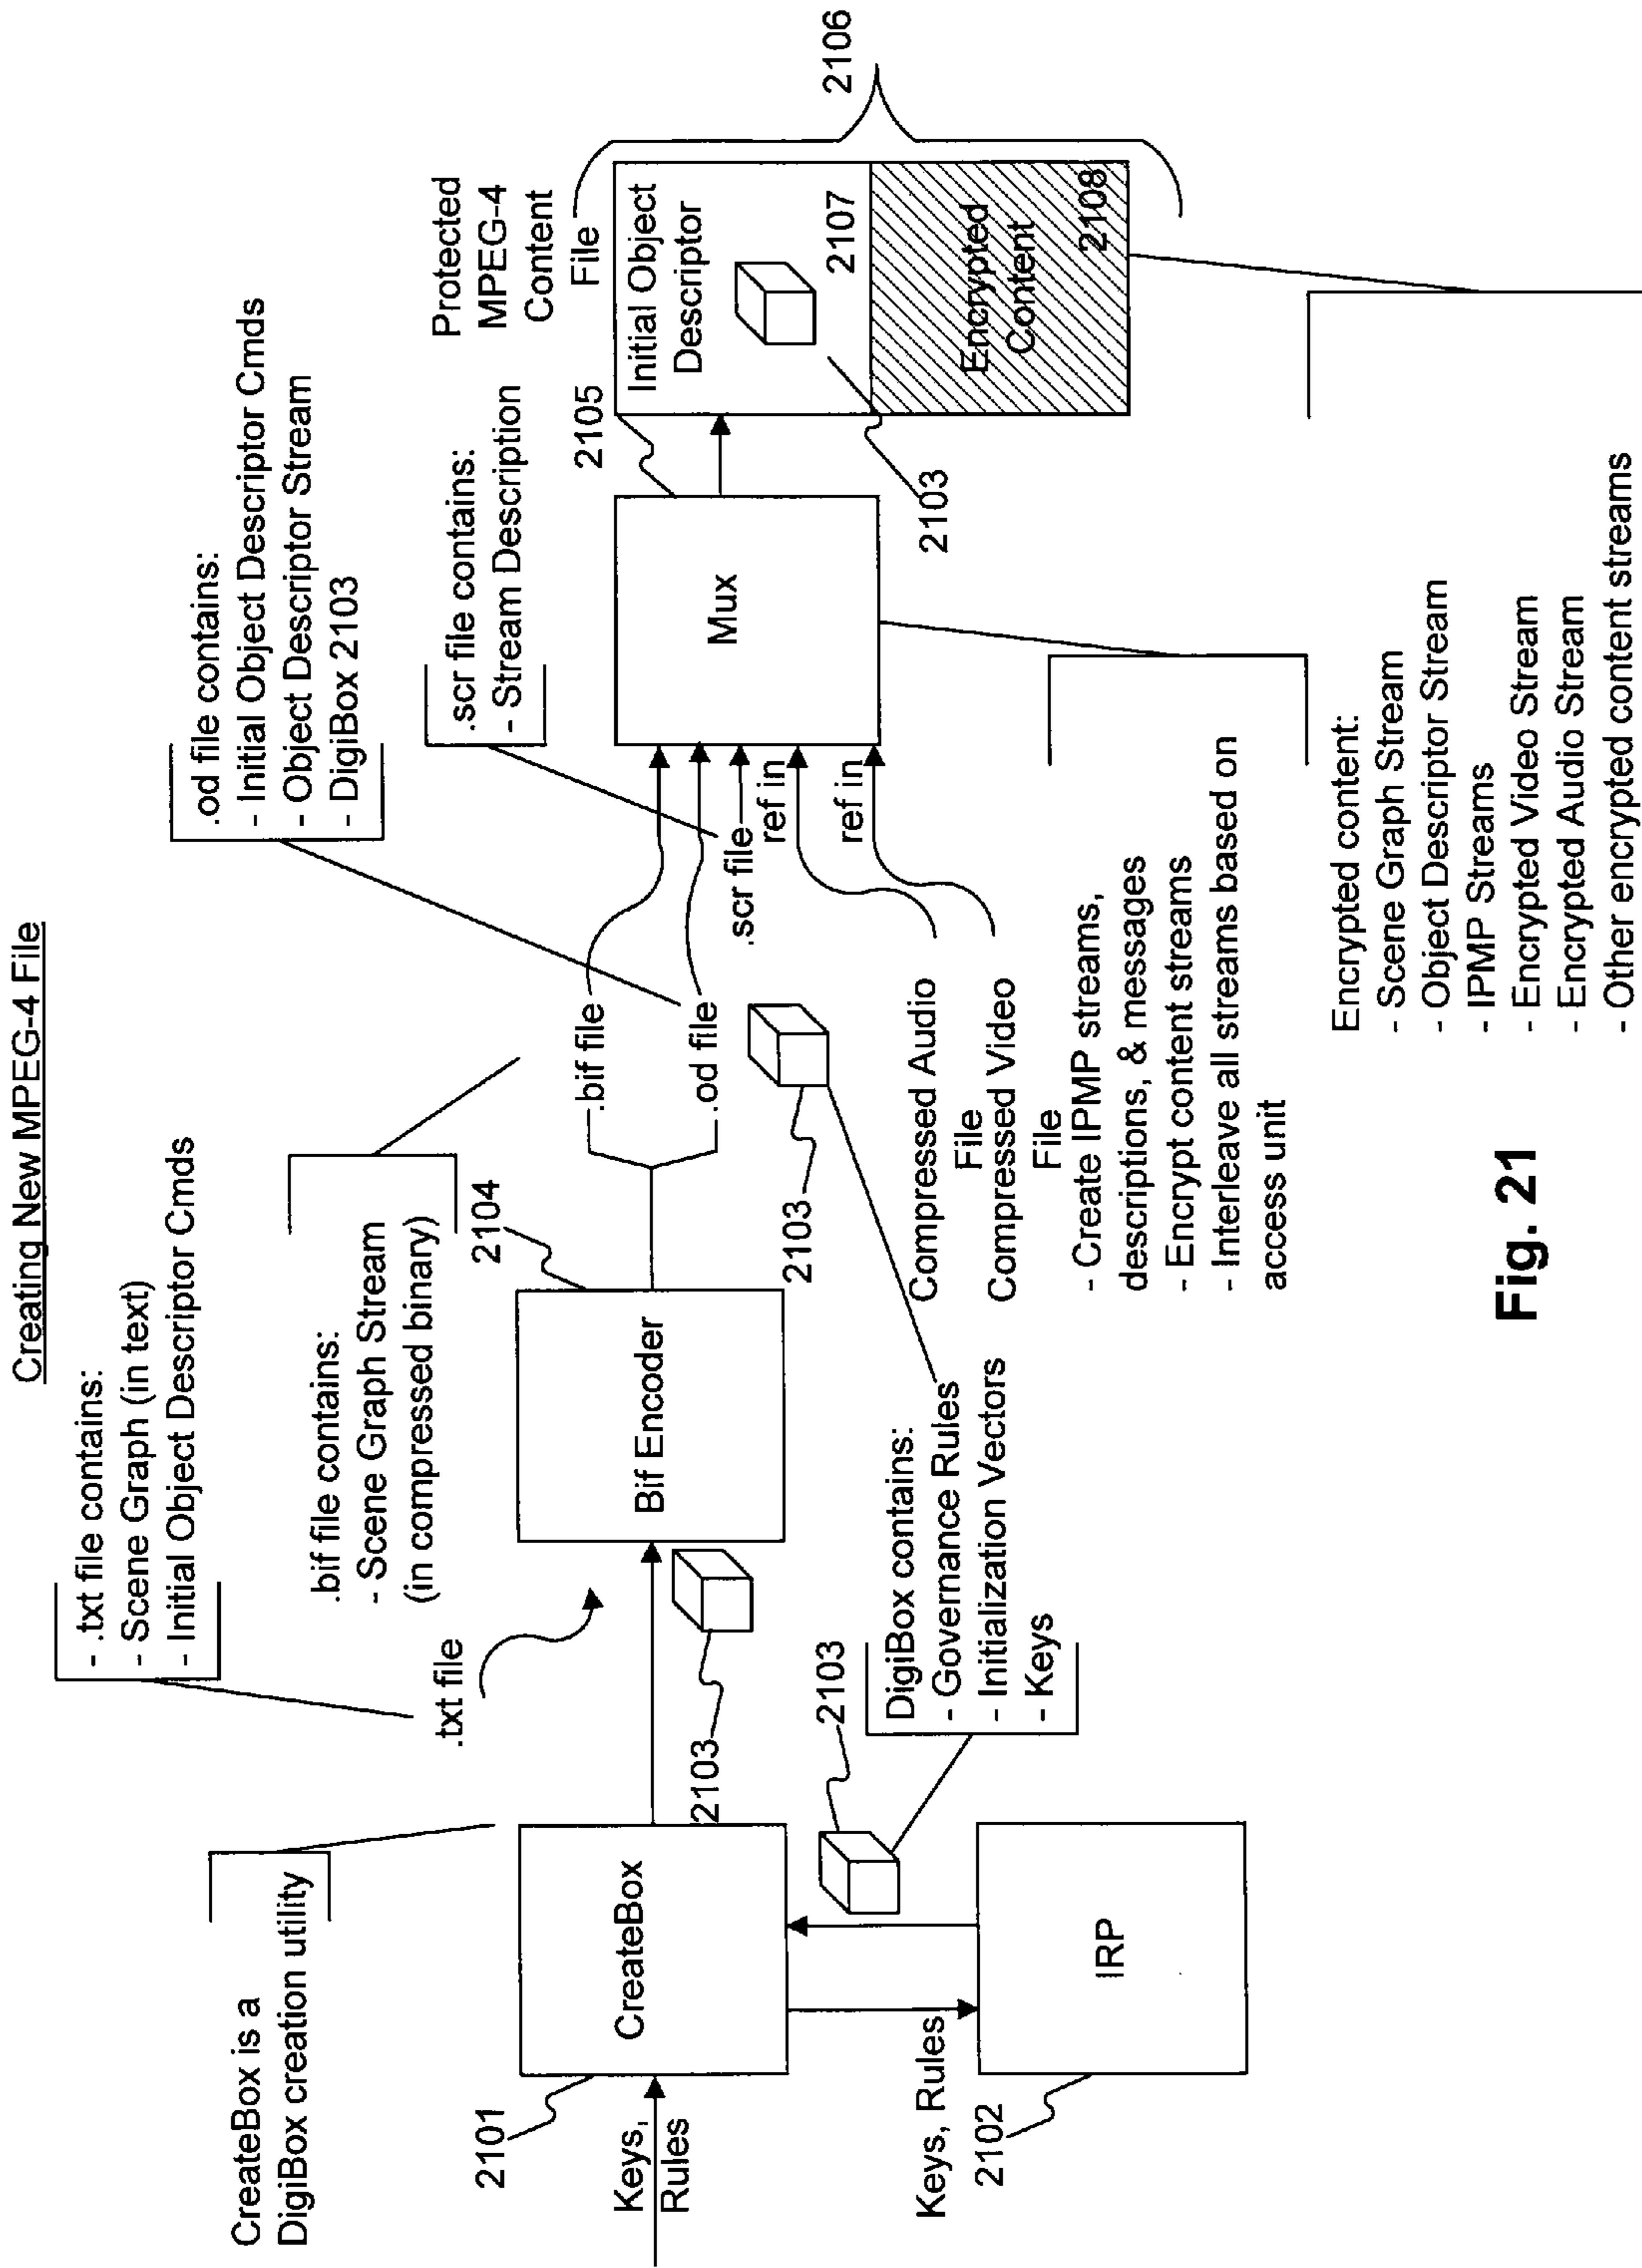 Creating New MPEG-4 File
CreateBox is a
DigiBox creation utility
- .txt file contains:
- Scene Graph (in text)
- Initial Object Descriptor Cmds
.bif file contains:
- Scene Graph Stream
(in compressed binary)
.od file contains:
- Initial Object Descriptor Cmds
- Object Descriptor Stream
- DigiBox 2103
.scr file contains:
- Stream Description
Protected
MPEG-4
Content
File
2101
Keys,
Rules
CreateBox
2103
.txt file
2103
Bif Encoder
2104
.bif file
.od file
2103
.scr file
ref in
ref in
Mux
2105
Initial Object
Descriptor
2107
Encrypted
Content
2108
2106
2103
Keys, Rules
2102
IRP
DigiBox contains:
- Governance Rules
- Initialization Vectors
- Keys
Compressed Audio
File
Compressed Video
File
- Create IPMP streams,
descriptions, & messages
- Encrypt content streams
- Interleave all streams based on
access unit
Encrypted content:
- Scene Graph Stream
- Object Descriptor Stream
- IPMP Streams
- Encrypted Video Stream
- Encrypted Audio Stream
- Other encrypted content streams
Fig. 21